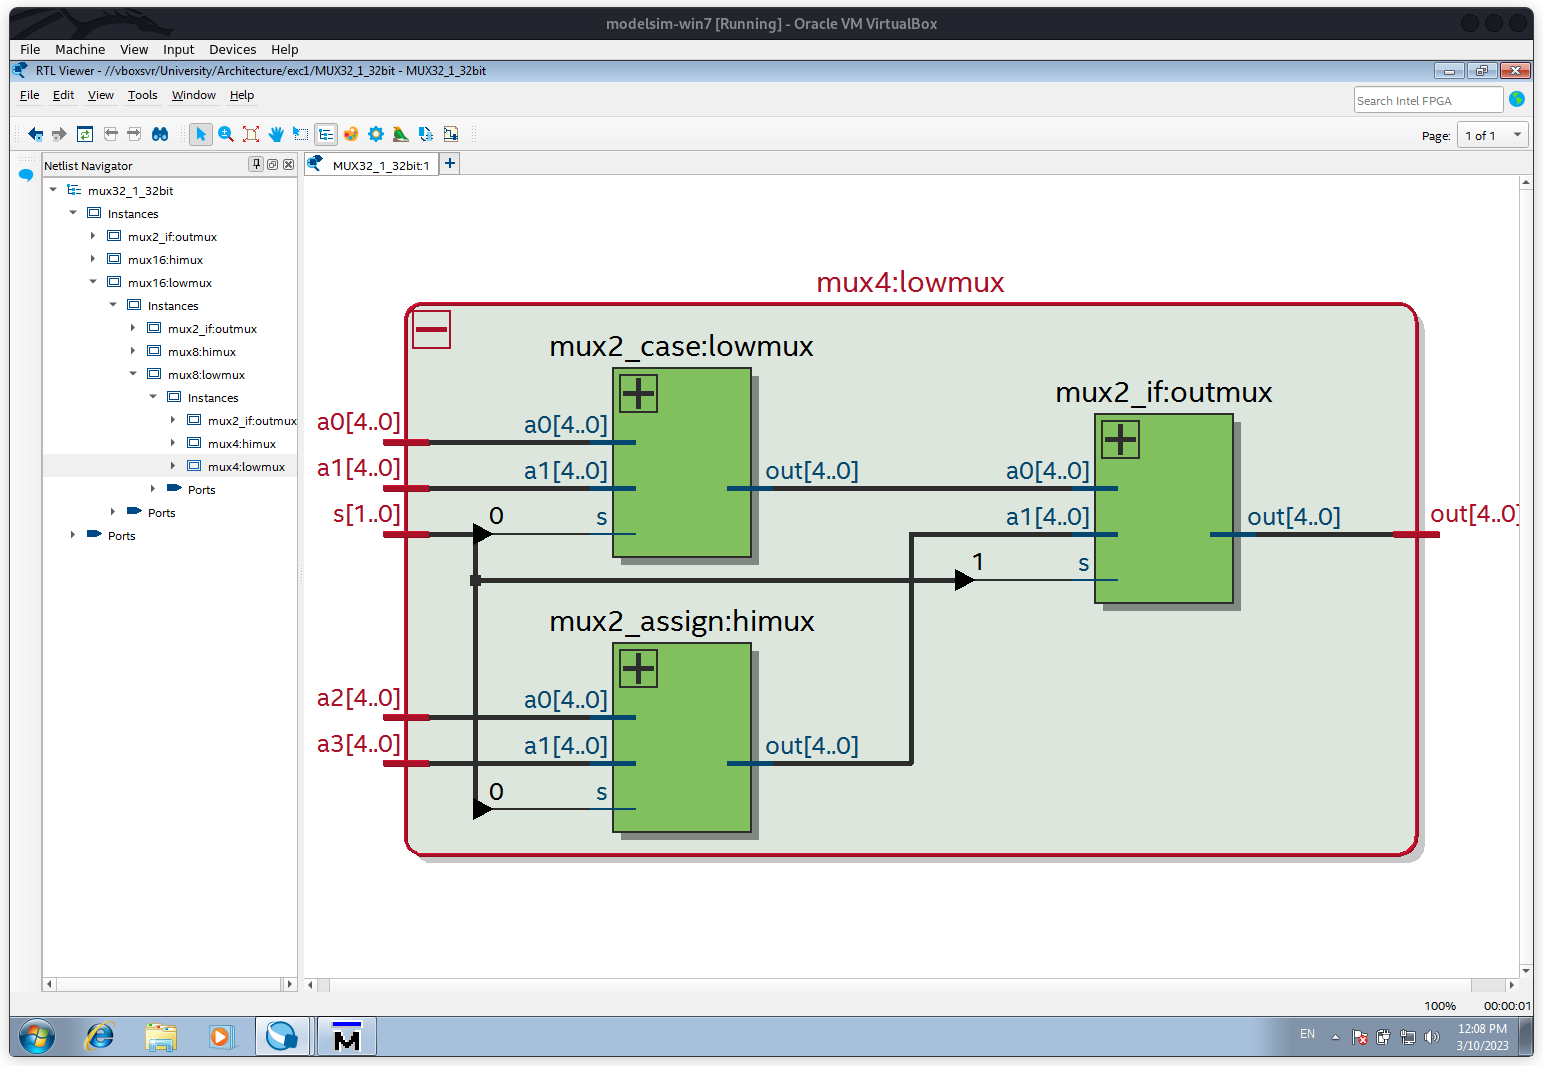 modelsim-win7 [Running] - Oracle VM VirtualBox
File Machine View Input Devices Help
RTL Viewer - //vboxsvr/University/Architecture/exc1/MUX32_1_32bit - MUX32_1_32bit
File Edit View Tools Window Help
Search Intel FPGA
Page: 1 of 1
Netlist Navigator
MUX32_1_32bit:1
mux32_1_32bit
Instances
mux2_if:outmux
mux16:himux
mux16:lowmux
Instances
mux2_if:outmux
mux8:himux
mux8:lowmux
Instances
mux2_if:outmux
mux4:himux
mux4:lowmux
Ports
Ports
Ports
mux4:lowmux
mux2_case:lowmux
mux2_if:outmux
a0[4..0] a0[4..0]
a1[4..0] a1[4..0] out[4..0] a0[4..0]
s[1..0] 0 s a1[4..0] out[4..0] out[4..0]
1 s
mux2_assign:himux
a2[4..0] a0[4..0]
a3[4..0] a1[4..0] out[4..0]
0 s
100% 00:00:01
EN
12:08 PM
3/10/2023